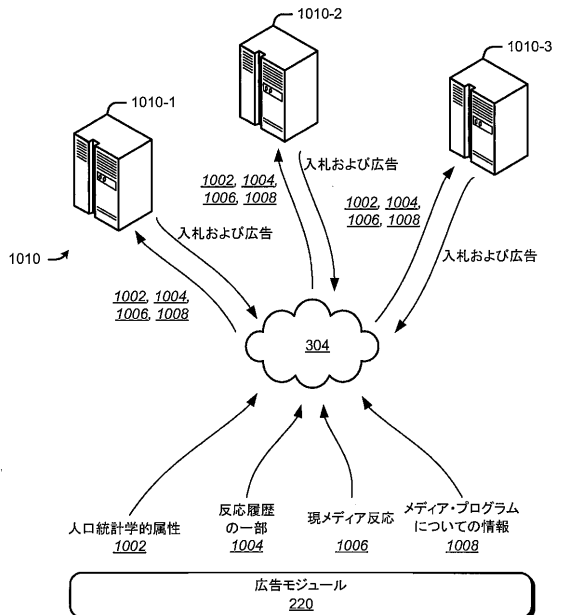 1010-2
1010-3
1010-1
入札および広告
1002, 1004,
1006, 1008
1002, 1004,
1006, 1008
入札および広告
入札および広告
1010
1002, 1004,
1006, 1008
304
人口統計学的属性
1002
反応履歴
の一部
1004
現メディア反応
1006
メディア・プログラム
についての情報
1008
広告モジュール
220